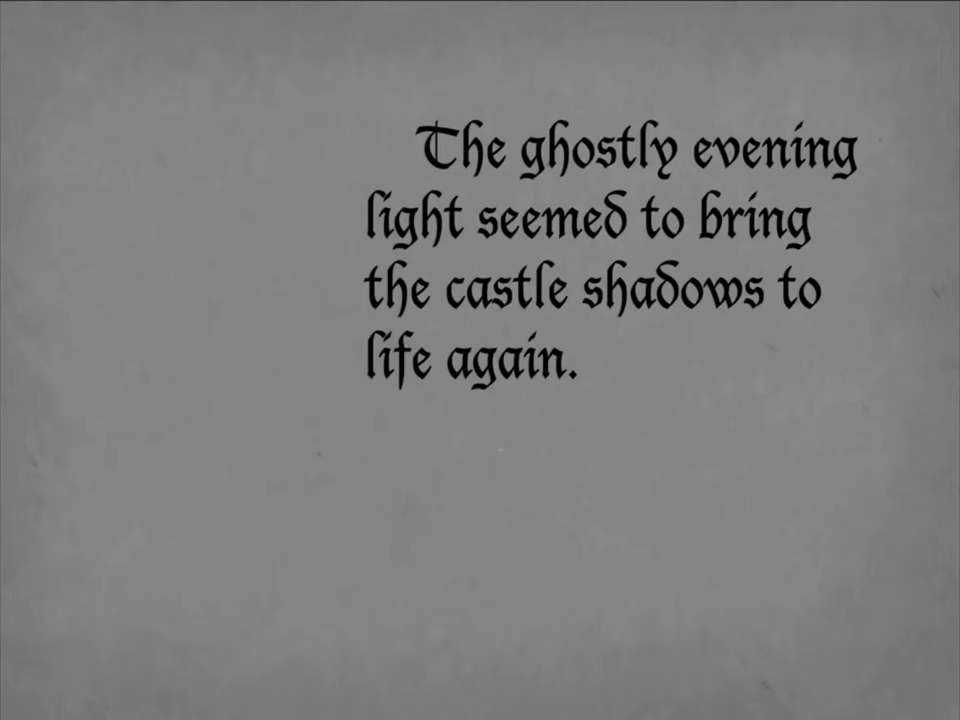 The ghostly evening
light seemed to bring
the castle shadows to
life again.